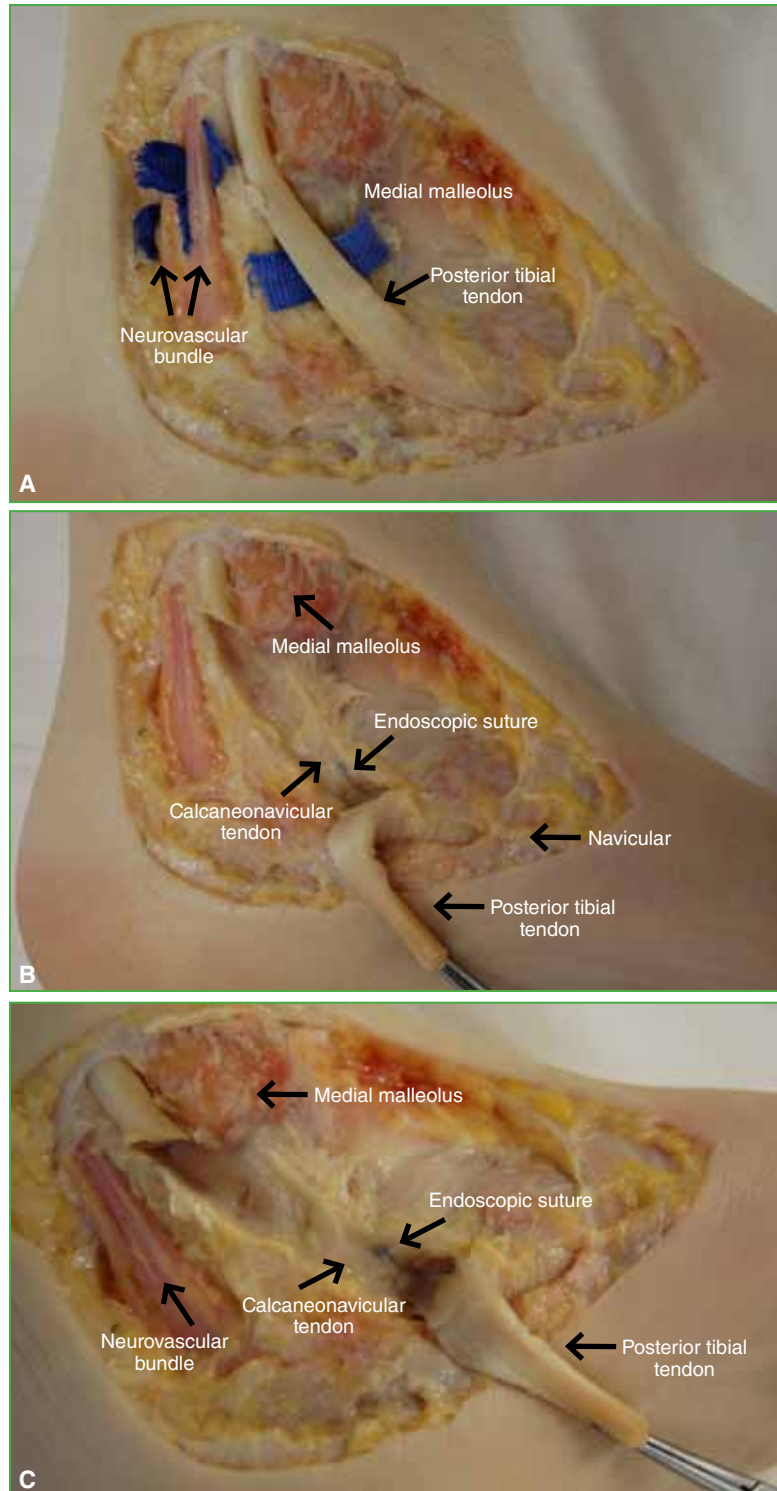 Medial malleolus
Posterior tibial
tendon
Neurovascular
bundle
A
Medial malleolus
Endoscopic suture
Calcaneonavicular
tendon
Navicular
Posterior tibial
tendon
B
Medial malleolus
Endoscopic suture
Calcaneonavicular
tendon
Neurovascular
bundle
Posterior tibial
tendon
C